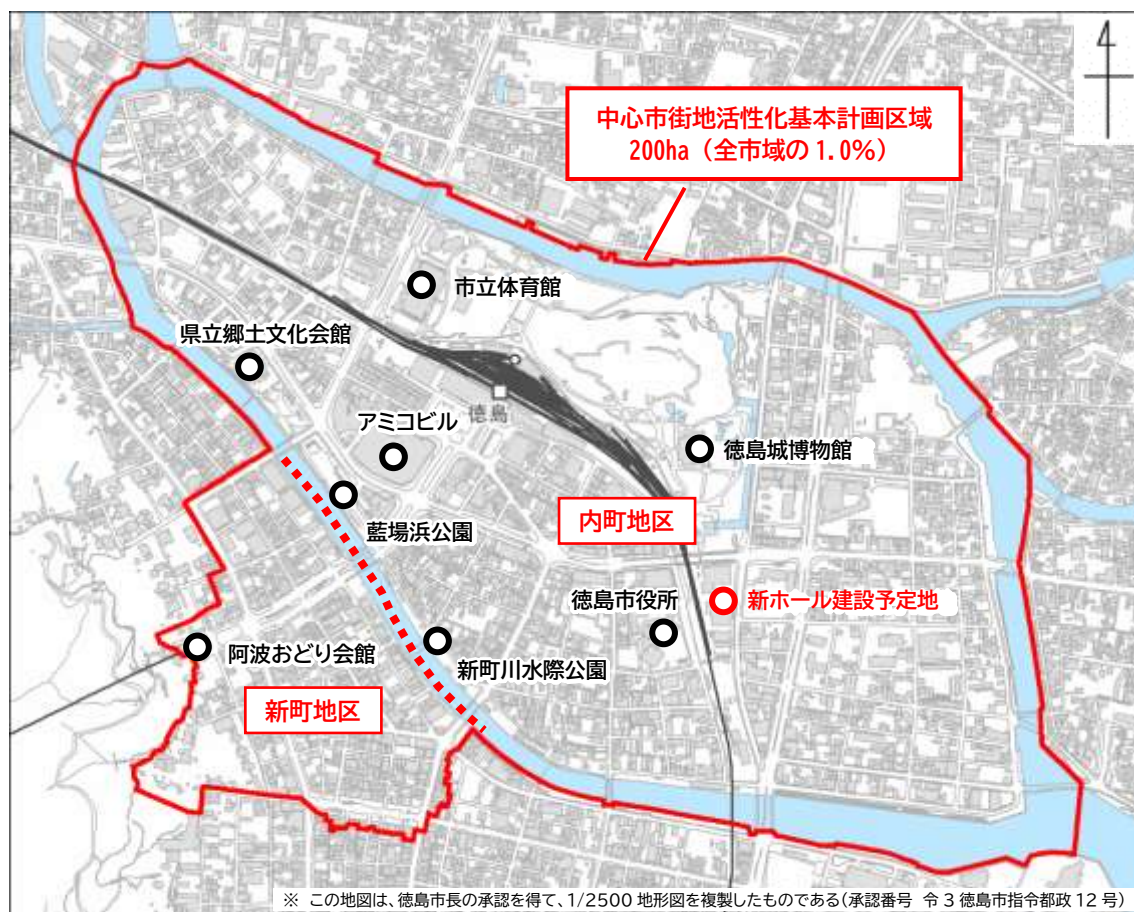 中心市街地活性化基本計画区域
200ha（全市域の1.0%）
市立体育館
県立郷土文化会館
徳島
アミコビル
徳島城博物館
藍場浜公園
内町地区
徳島市役所
新ホール建設予定地
阿波おどり会館
新町川水際公園
新町地区
※ この地図は、徳島市長の承認を得て、1/2500 地形図を複製したものである（承認番号 令3徳島市指令都政12号）